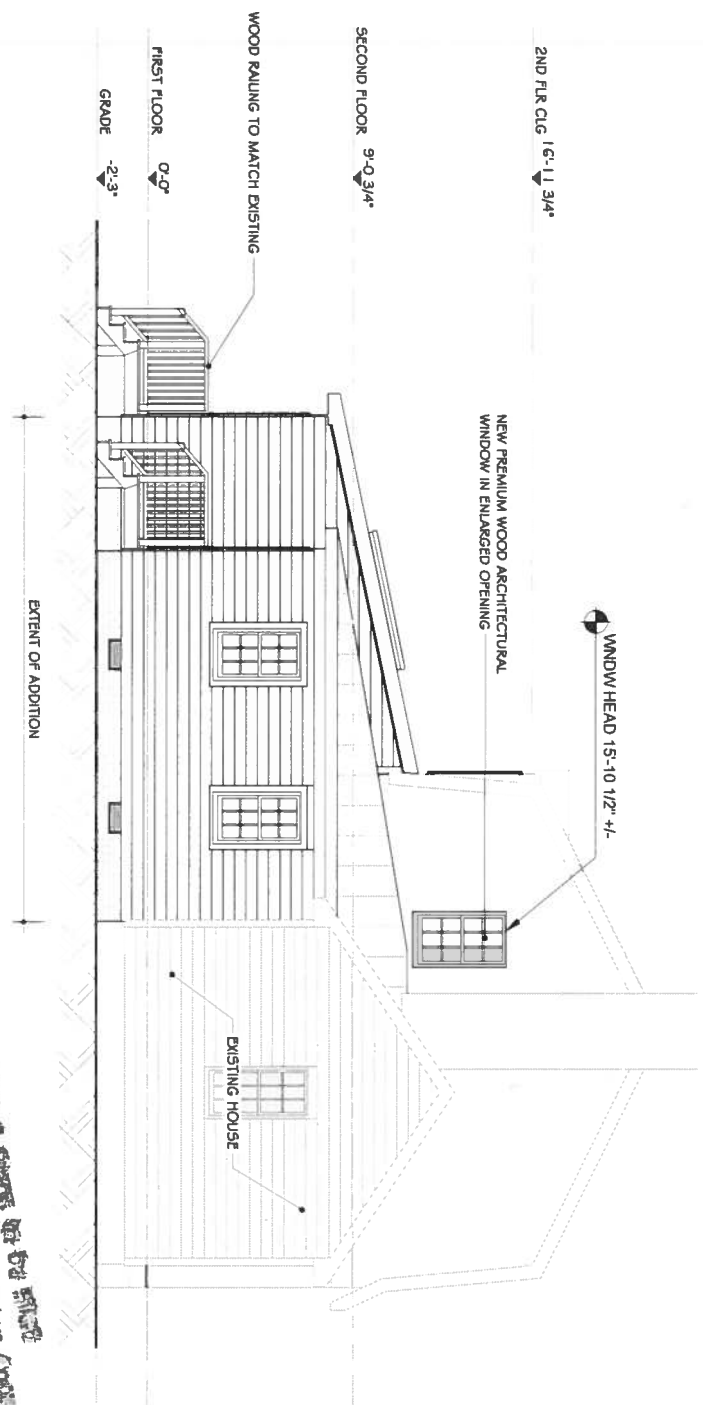 2ND FLR CLG 16'-11 3/4"
SECOND FLOOR 9'-0 3/4"
WOOD RAILING TO MATCH EXISTING
FIRST FLOOR 0'-0"
GRADE -2'-3"
NEW PREMIUM WOOD ARCHITECTURAL
WINDOW IN ENLARGED OPENING
WNDW HEAD 15'-10 1/2" +/-
EXTENT OF ADDITION
EXISTING HOUSE